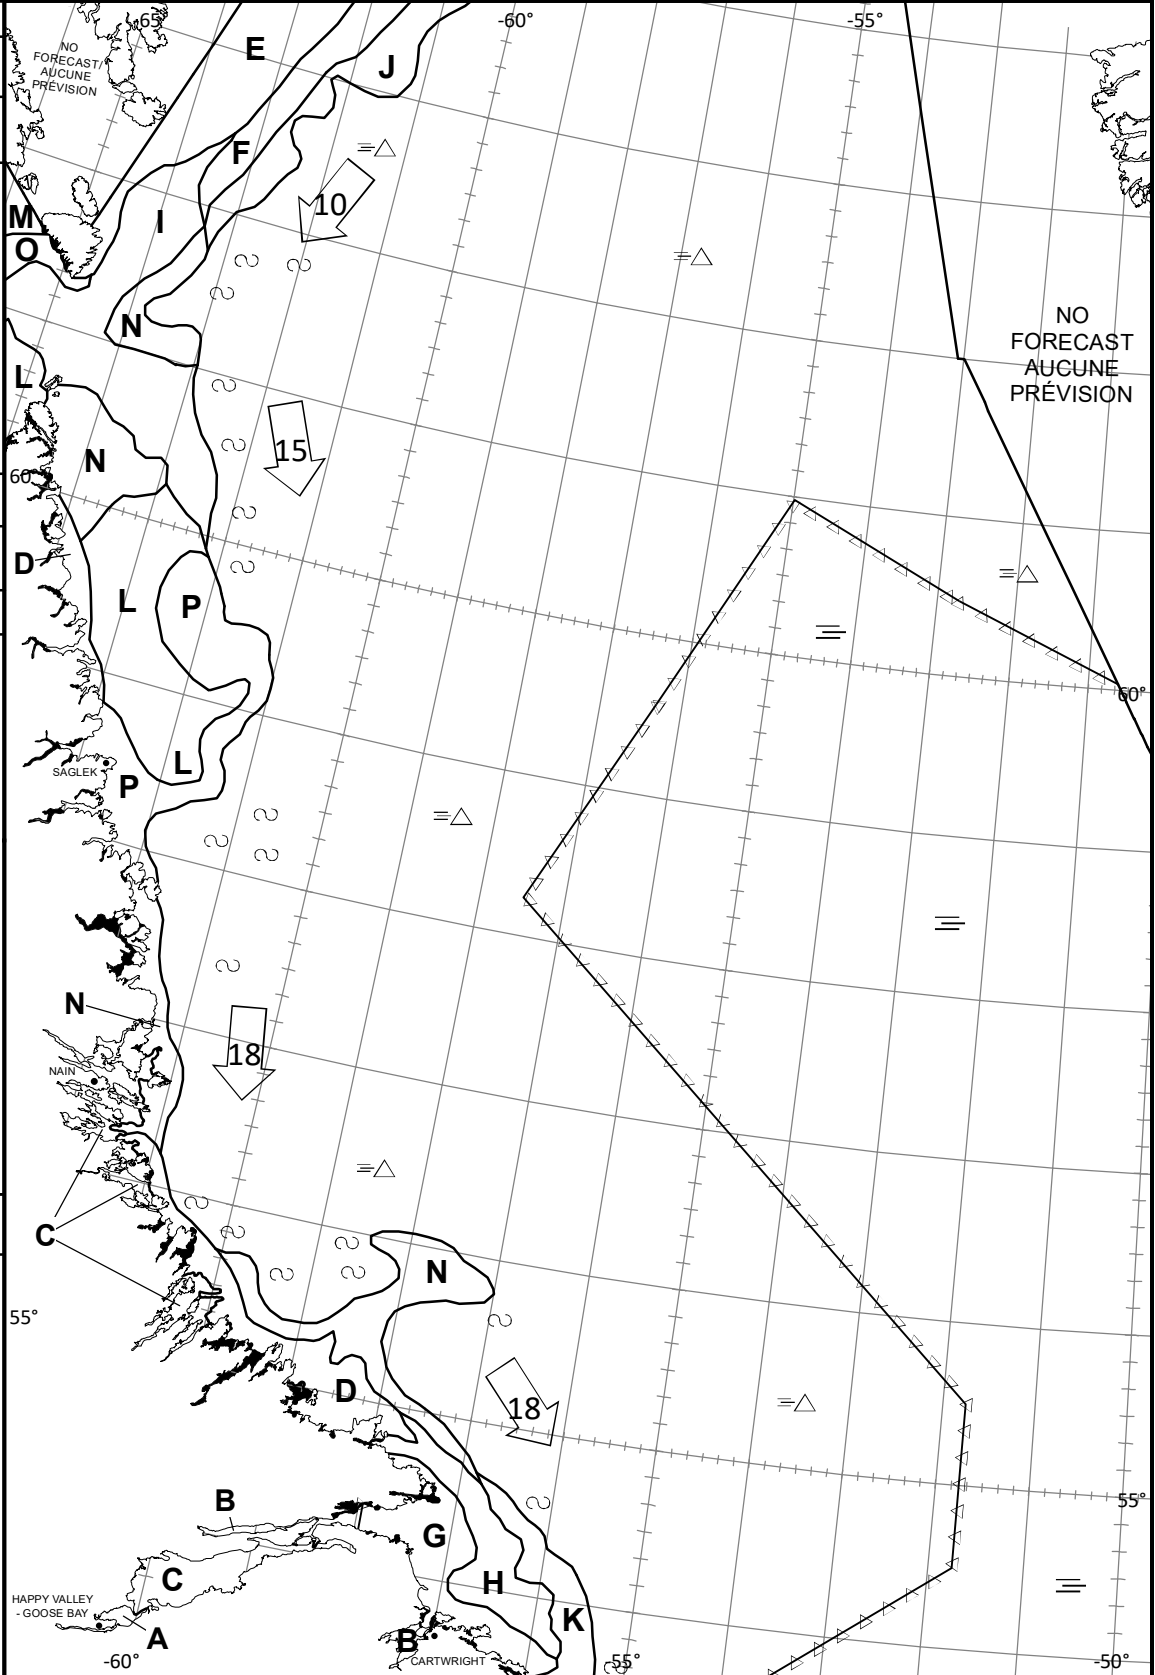 65°
-60°
-55°
NO
FORECAST/
AUCUNE
PRÉVISION
E
J
F
10
M
I
O
N
NO
FORECAST
AUCUNE
PRÉVISION
L
15
N
60°
D
L
P
60°
L
SAGLEK
P
N
18
NAIN
C
N
55°
D
18
B
55°
G
C
H
HAPPY VALLEY
- GOOSE BAY
K
A
B
CARTWRIGHT
-60°
-55°
-50°